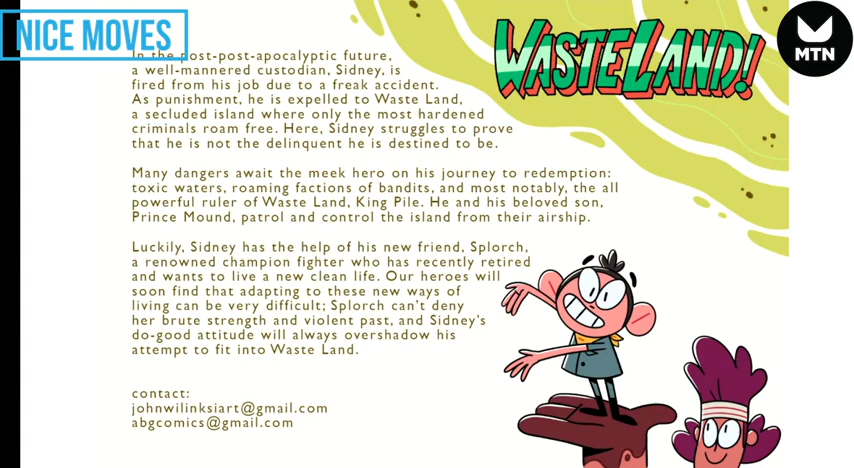 NICE MOVES
WASTE LAND!
MTN
In the post-post-apocalyptic future,
a well-mannered custodian, Sidney, is
fired from his job due to a freak accident.
As punishment, he is expelled to Waste Land,
a secluded island where only the most hardened
criminals roam free. Here, Sidney struggles to prove
that he is not the delinquent he is destined to be.
Many dangers await the meek hero on his journey to redemption:
toxic waters, roaming factions of bandits, and most notably, the all
powerful ruler of Waste Land, King Pile. He and his beloved son,
Prince Mound, patrol and control the island from their airship.
Luckily, Sidney has the help of his new friend, Splorch,
a renowned champion fighter who has recently retired
and wants to live a new clean life. Our heroes will
soon find that adapting to these new ways of
living can be very difficult; Splorch can't deny
her brute strength and violent past, and Sidney's
do-good attitude will always overshadow his
attempt to fit into Waste Land.
contact:
johnwilinksiart@gmail.com
abgcomics@gmail.com